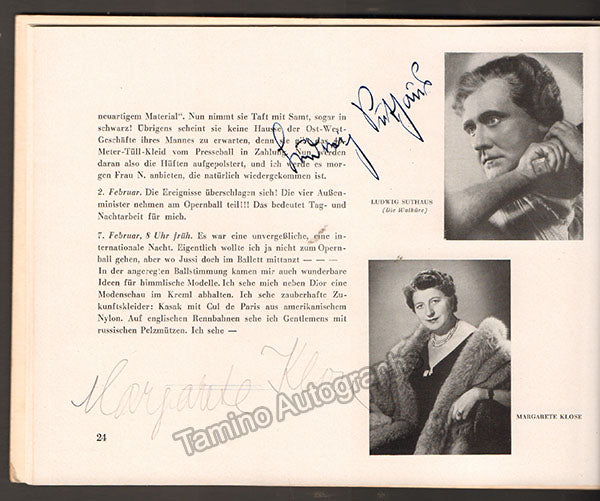 neuartigem Material“. Nun nimmt sie Taft mit Samt, sogar in
schwarz! Übrigens scheint sie keine Hausse der Ost-West-
Geschäfte ihres Mannes zu erwarten, denn sie gibt das
Meter-Tüll-Kleid vom Presseball in Zahlung. Nun werden
daran also die Hüften aufgepolstert, und ich werde es mor-
gen Frau N. anbieten, die natürlich wiedergekommen ist.
2. Februar. Die Ereignisse überschlagen sich! Die vier Außen-
minister nehmen am Opernball teil!!! Das bedeutet Tag- und
Nachtarbeit für mich.
7. Februar, 8 Uhr früh. Es war eine unvergeßliche, eine in-
ternationale Nacht. Eigentlich wollte ich ja nicht zum Opern-
ball gehen, aber wo Jussi doch im Ballett mittanzt — — —
In der angeregten Ballstimmung kamen mir auch wunderbare
Ideen für himmlische Modelle. Ich sehe mich neben Dior eine
Modenschau im Kreml abhalten. Ich sehe zauberhafte Zu-
kunftskleider: Kasak mit Cul de Paris aus amerikanischem
Nylon. Auf englischen Rennbahnen sehe ich Gentlemens mit
russischen Pelzmützen. Ich sehe —
Ludwig Suthaus
LUDWIG SUTHAUS
(Die Walküre)
Margarete Klose
MARGARETE KLOSE
Tamino Autographs
24